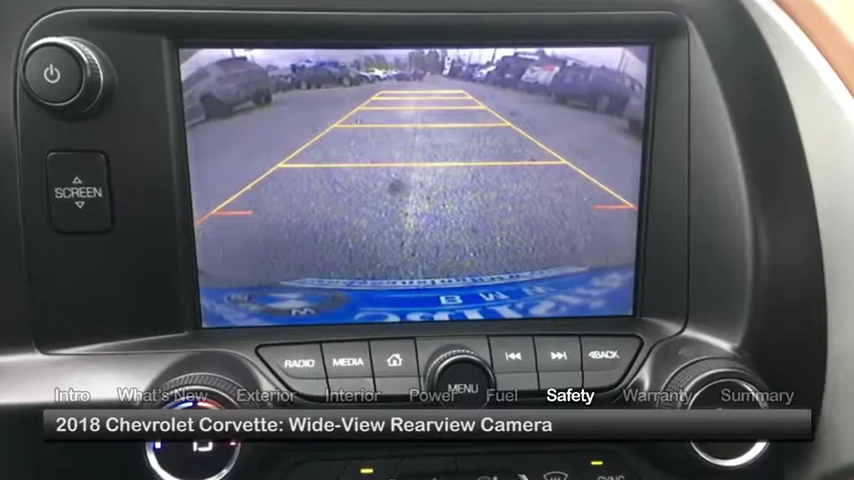 SCREEN
RADIO
MEDIA
BACK
MENU
Intro What's New Exterior Interior Power Fuel Safety Warranty Summary
2018 Chevrolet Corvette: Wide-View Rearview Camera